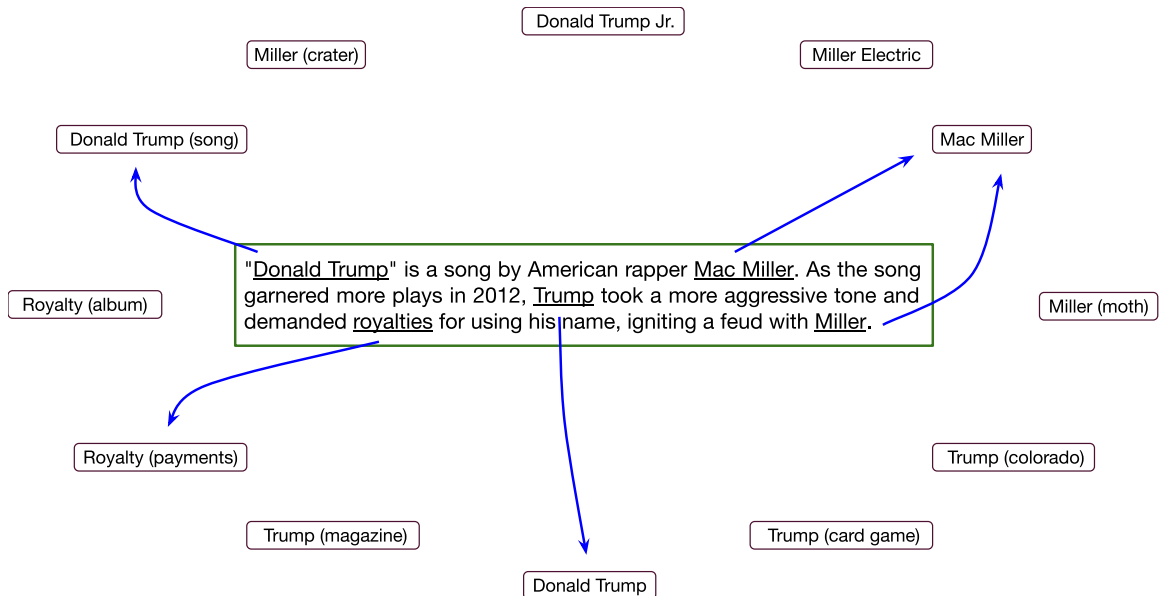 Donald Trump Jr.
Miller (crater)
Miller Electric
Donald Trump (song)
Mac Miller
"Donald Trump" is a song by American rapper Mac Miller. As the song
garnered more plays in 2012, Trump took a more aggressive tone and
demanded royalties for using his name, igniting a feud with Miller.
Royalty (album)
Miller (moth)
Royalty (payments)
Trump (colorado)
Trump (magazine)
Trump (card game)
Donald Trump